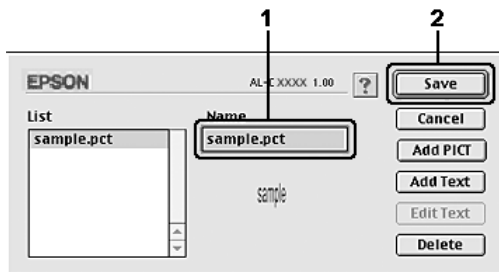 1 2
EPSON AL-C XXXX 1.00 ? Save
List Name Cancel
sample.pct sample.pct Add PICT
sample Add Text
Edit Text
Delete